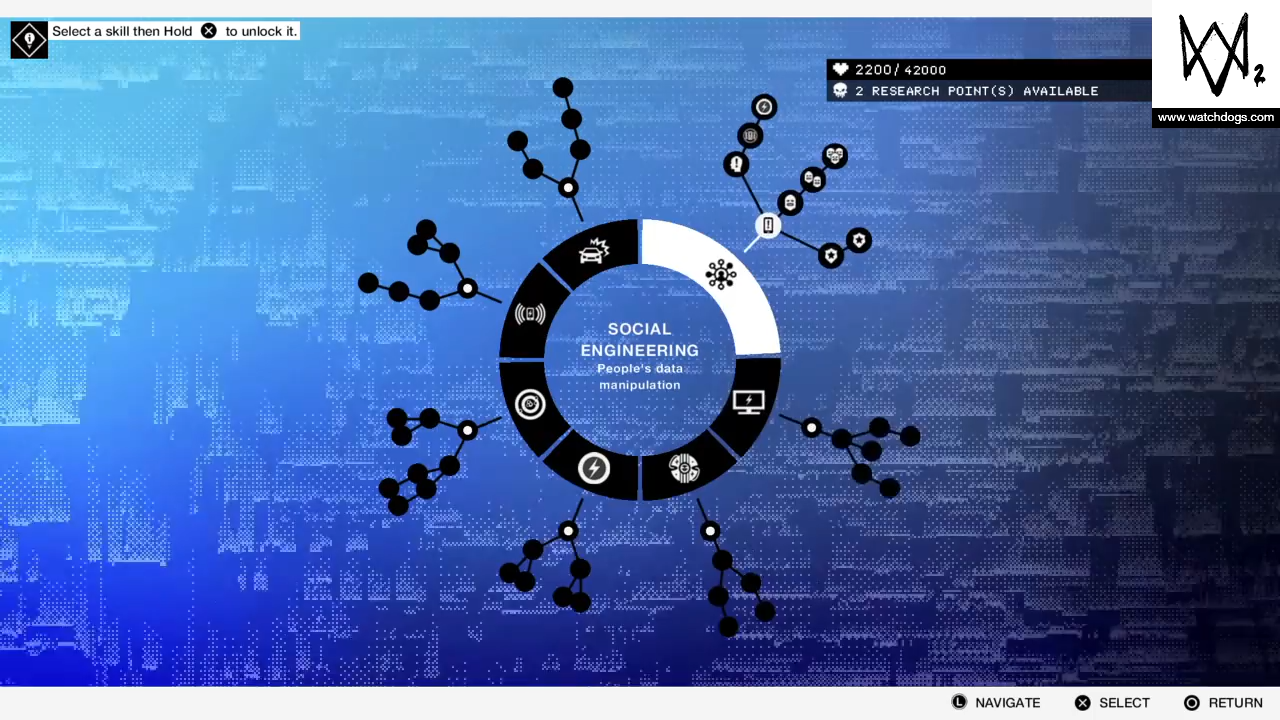 Select a skill then Hold ⊗ to unlock it.
2200/ 42000
2 RESEARCH POINT(S) AVAILABLE
2
www.watchdogs.com
SOCIAL
ENGINEERING
People's data
manipulation
L NAVIGATE
SELECT
RETURN